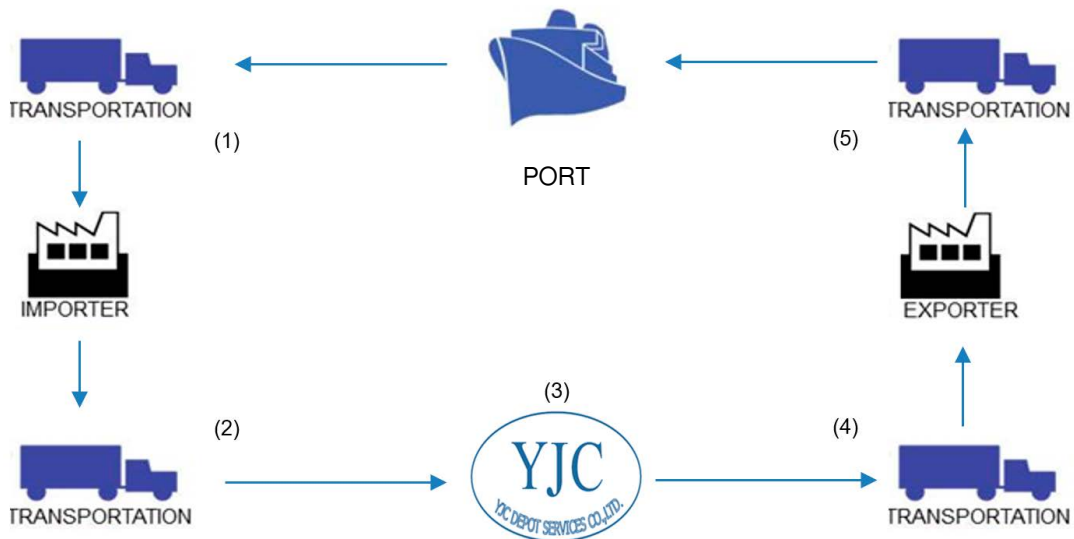 TRANSPORTATION
TRANSPORTATION
(1)
(5)
PORT
IMPORTER
EXPORTER
(3)
(2)
(4)
YJC
YJC DEPOT SERVICES CO.,LTD.
TRANSPORTATION
TRANSPORTATION